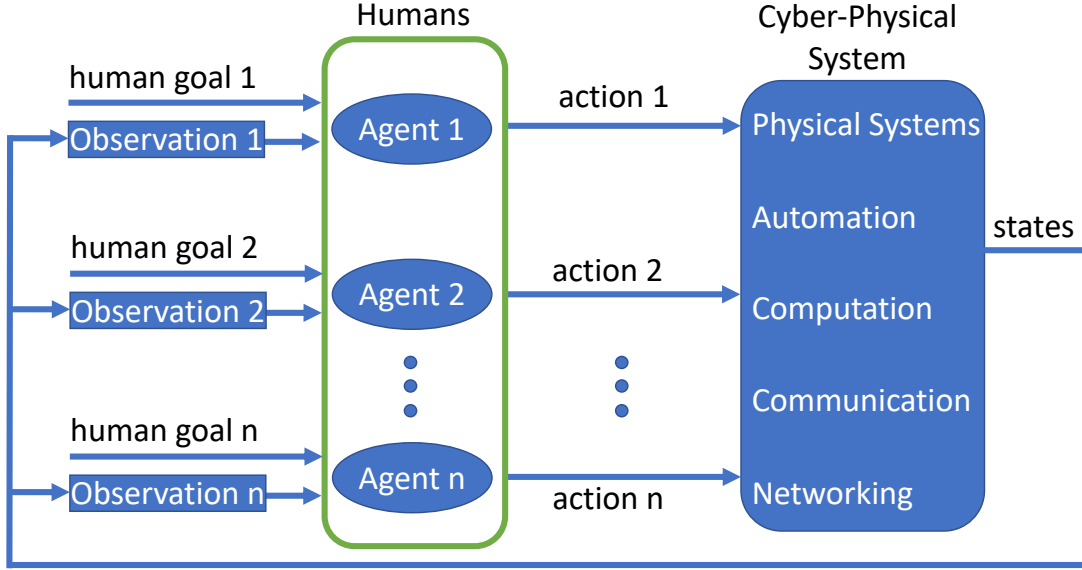 Humans
Cyber-Physical
System
human goal 1
Observation 1
Agent 1
action 1
Physical Systems
Automation
states
human goal 2
Observation 2
Agent 2
action 2
Computation
Communication
human goal n
Observation n
Agent n
action n
Networking